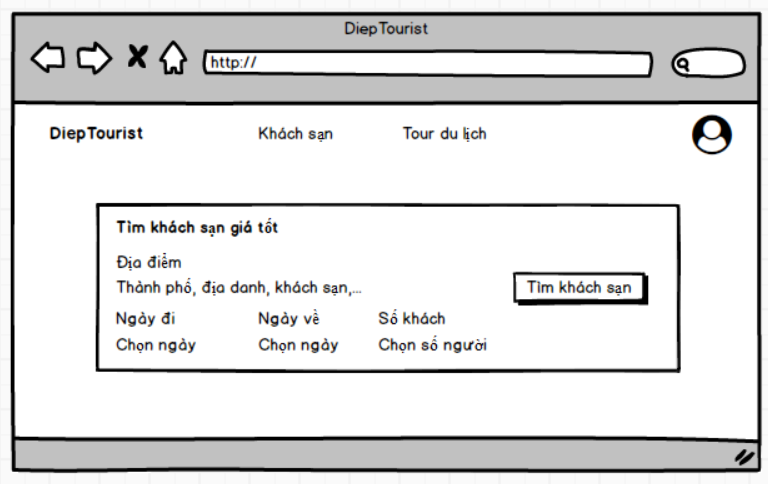 DiepTourist
http://
DiepTourist Khách sạn Tour du lịch
Tìm khách sạn giá tốt
Địa điểm
Thành phố, địa danh, khách sạn,...
Tìm khách sạn
Ngày đi Ngày về Số khách
Chọn ngày Chọn ngày Chọn số người